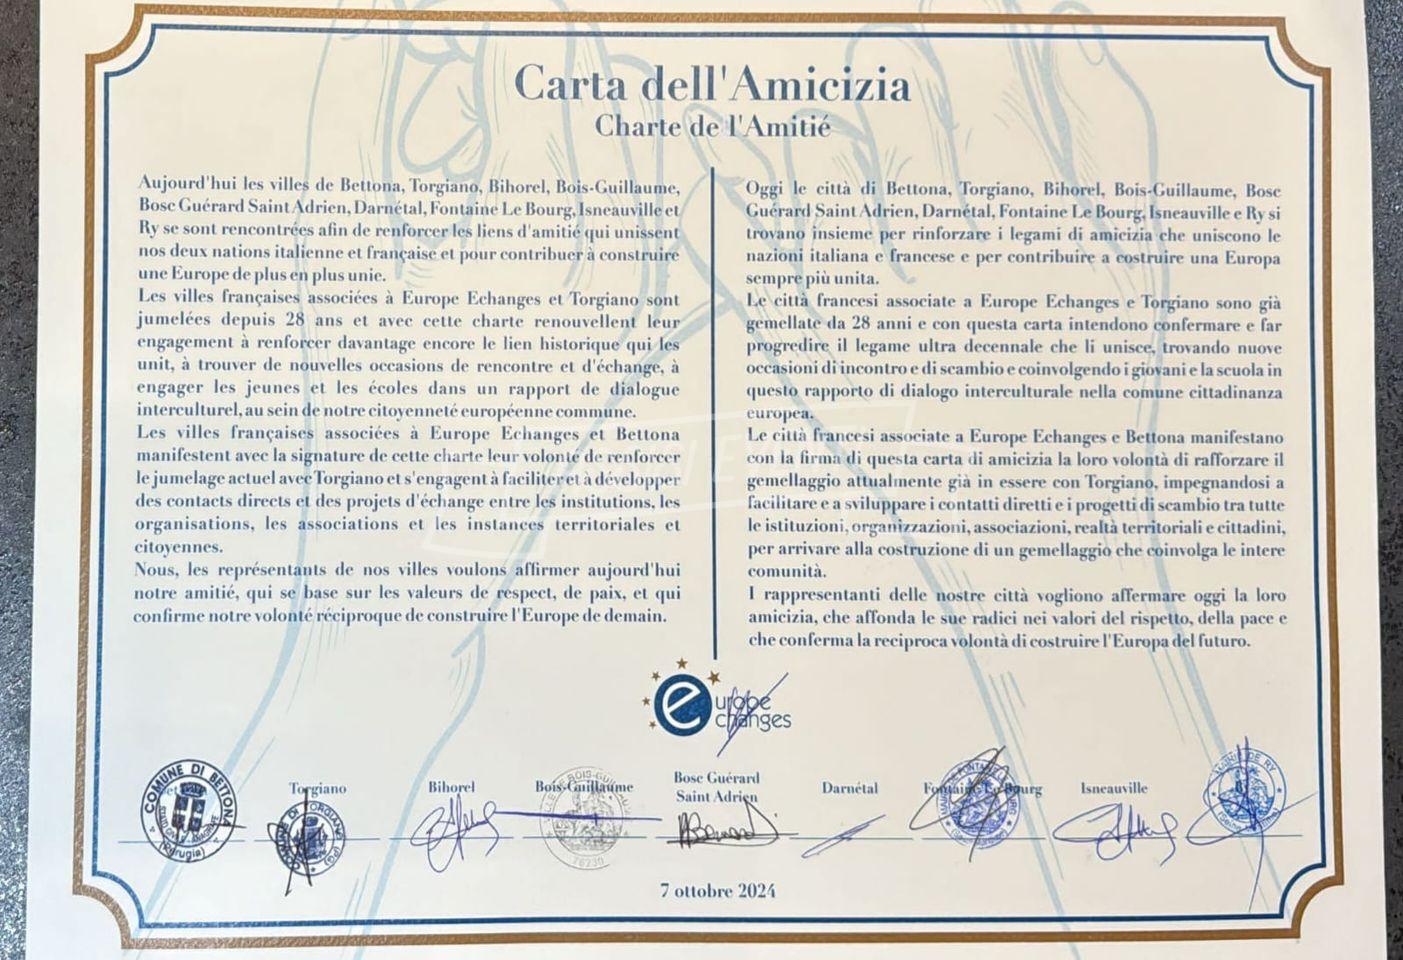 Carta dell'Amicizia
Charte de l'Amitié
Aujourd'hui les villes de Bettona, Torgiano, Bihorel, Bois-Guillaume,
Bosc Guérard Saint Adrien, Darnétal, Fontaine Le Bourg, Isneauville et
Ry se sont rencontrées afin de renforcer les liens d'amitié qui unissent
nos deux nations italienne et française et pour contribuer à construire
une Europe de plus en plus unie.
Les villes françaises associées à Europe Echanges et Torgiano sont
jumelées depuis 28 ans et avec cette charte renouvellent leur
engagement à renforcer davantage encore le lien historique qui les
unit, à trouver de nouvelles occasions de rencontre et d'échange, à
engager les jeunes et les écoles dans un rapport de dialogue
interculturel, au sein de notre citoyenneté européenne commune.
Les villes françaises associées à Europe Echanges et Bettona
manifestent avec la signature de cette charte leur volonté de renforcer
le jumelage actuel avec Torgiano et s'engagent à faciliter et à développer
des contacts directs et des projets d'échange entre les institutions, les
organisations, les associations et les instances territoriales et
citoyennes.
Nous, les représentants de nos villes voulons affirmer aujourd'hui
notre amitié, qui se base sur les valeurs de respect, de paix, et qui
confirme notre volonté réciproque de construire l'Europe de demain.
Oggi le città di Bettona, Torgiano, Bihorel, Bois-Guillaume, Bosc
Guérard Saint Adrien, Darnétal, Fontaine Le Bourg, Isneauville e Ry si
trovano insieme per rinforzare i legami di amicizia che uniscono le
nazioni italiana e francese e per contribuire a costruire una Europa
sempre più unita.
Le città francesi associate a Europe Echanges e Torgiano sono già
gemellate da 28 anni e con questa carta intendono confermare e far
progredire il legame ultra decennale che li unisce, trovando nuove
occasioni di incontro e di scambio e coinvolgendo i giovani e la scuola in
questo rapporto di dialogo interculturale nella comune cittadinanza
europea.
Le città francesi associate a Europe Echanges e Bettona manifestano
con la firma di questa carta di amicizia la loro volontà di rafforzare il
gemellaggio attualmente già in essere con Torgiano, impegnandosi a
facilitare e a sviluppare i contatti diretti e i progetti di scambio tra tutte
le istituzioni, organizzazioni, associazioni, realtà territoriali e cittadini,
per arrivare alla costruzione di un gemellaggio che coinvolga le intere
comunità.
I rappresentanti delle nostre città vogliono affermare oggi la loro
amicizia, che affonda le sue radici nei valori del rispetto, della pace e
che conferma la reciproca volontà di costruire l'Europa del futuro.
europe
changes
COMUNE DI BETTONA
(Perugia)
Torgiano
COMUNE DI TORGIANO (PG)
Bihorel
Bois-Guillaume
76230
Bosc Guérard
Saint Adrien
Darnétal
Fontaine Le Bourg
Isneauville
MAIRIE DE RY
7 ottobre 2024